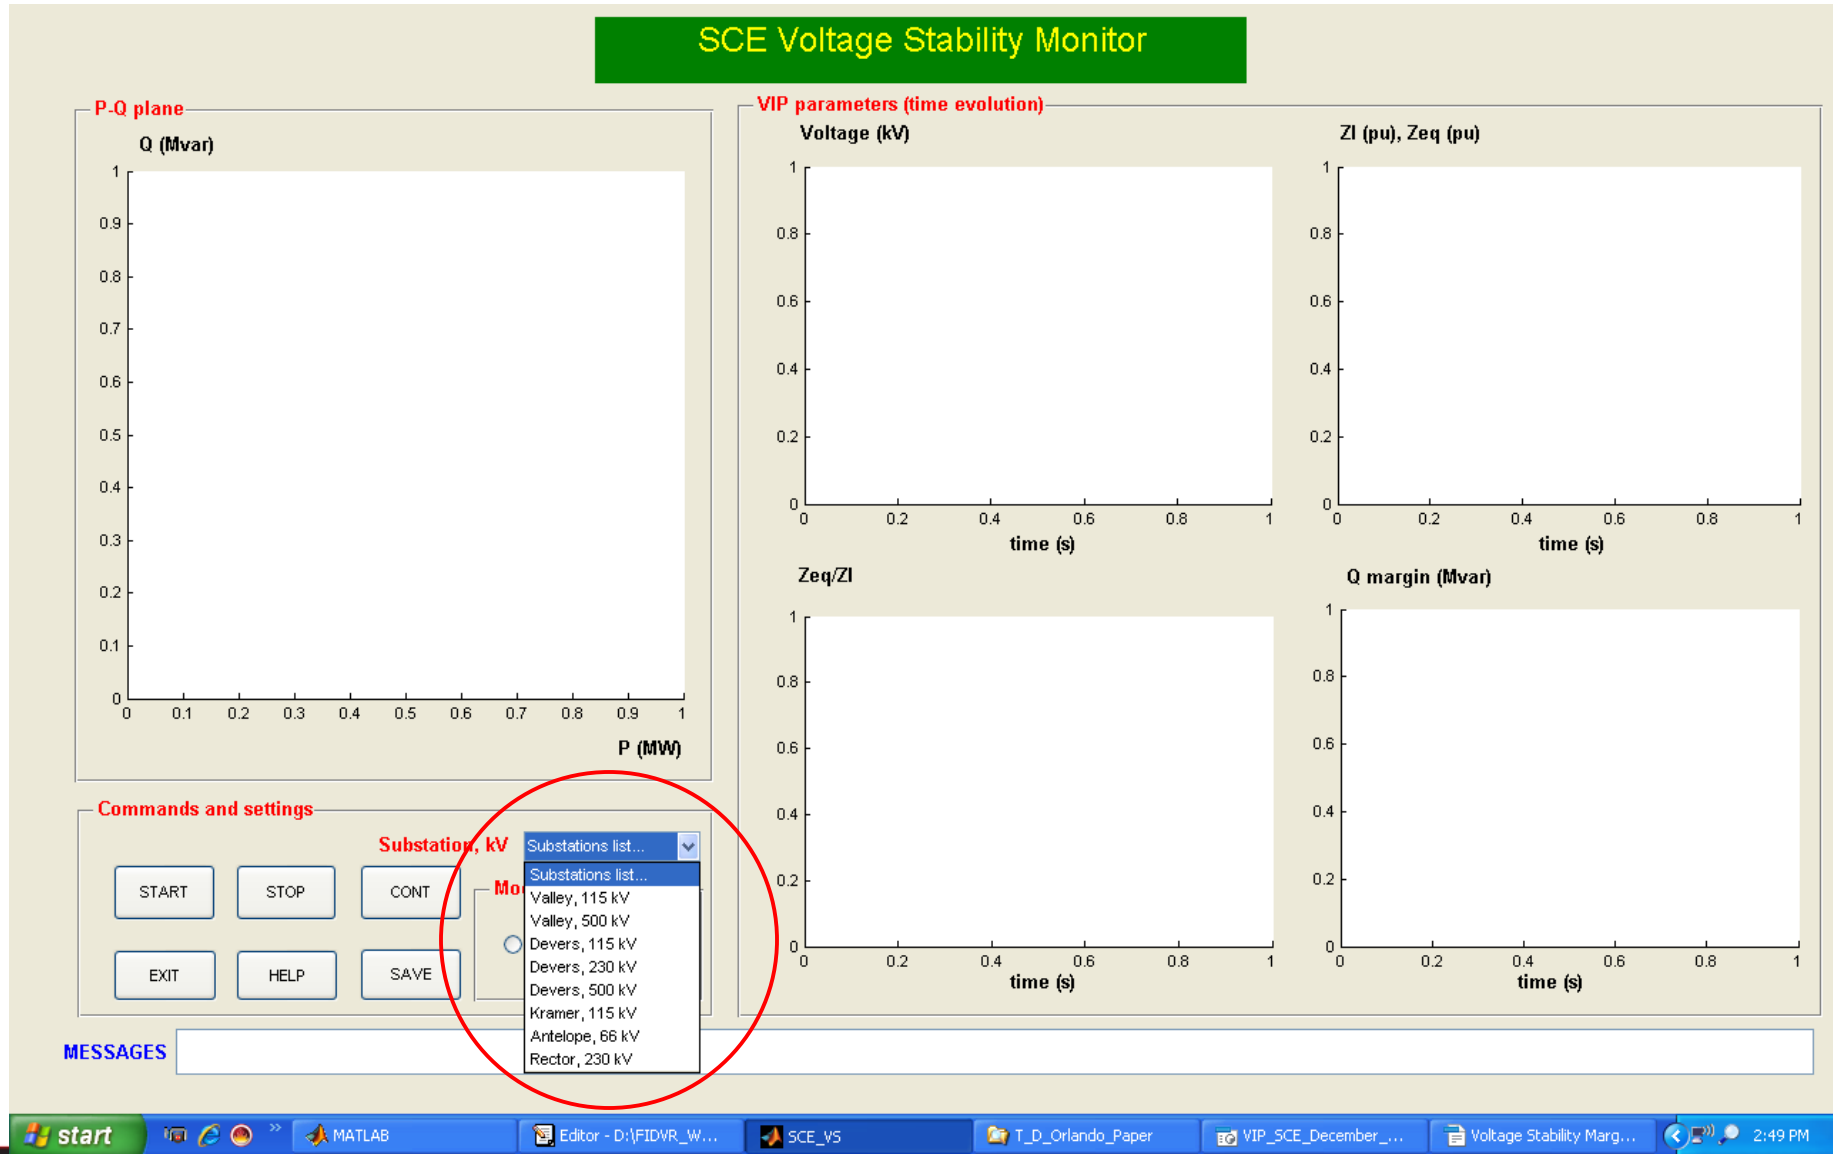 SCE Voltage Stability Monitor
P-Q plane
Q (Mvar)
1
0.9
0.8
0.7
0.6
0.5
0.4
0.3
0.2
0.1
0
0 0.1 0.2 0.3 0.4 0.5 0.6 0.7 0.8 0.9 1
P (MW)
VIP parameters (time evolution)
Voltage (kV)
1
0.8
0.6
0.4
0.2
0
0 0.2 0.4 0.6 0.8 1
time (s)
Zl (pu), Zeq (pu)
1
0.8
0.6
0.4
0.2
0
0 0.2 0.4 0.6 0.8 1
time (s)
Zeq/Zl
1
0.8
0.6
0.4
0.2
0
0 0.2 0.4 0.6 0.8 1
time (s)
Q margin (Mvar)
1
0.8
0.6
0.4
0.2
0
0 0.2 0.4 0.6 0.8 1
time (s)
Commands and settings
Substation, kV Substations list...
START STOP CONT
EXIT HELP SAVE
Substations list...
Valley, 115 kV
Valley, 500 kV
Devers, 115 kV
Devers, 230 kV
Devers, 500 kV
Kramer, 115 kV
Antelope, 66 kV
Rector, 230 kV
MESSAGES
start MATLAB Editor - D:\FIDVR_W... SCE_VS T_D_Orlando_Paper VIP_SCE_December_... Voltage Stability Marg... 2:49 PM